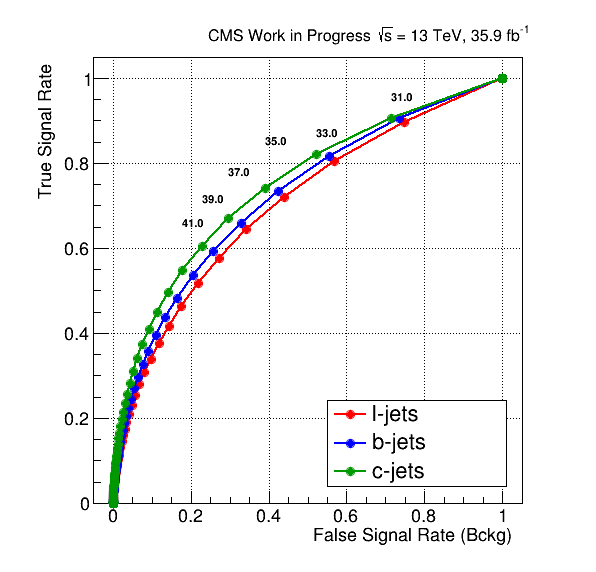 CMS Work in Progress √s = 13 TeV, 35.9 fb⁻¹
True Signal Rate
1
0.8
0.6
0.4
0.2
0
31.0
33.0
35.0
37.0
39.0
41.0
l-jets
b-jets
c-jets
0 0.2 0.4 0.6 0.8 1
False Signal Rate (Bckg)